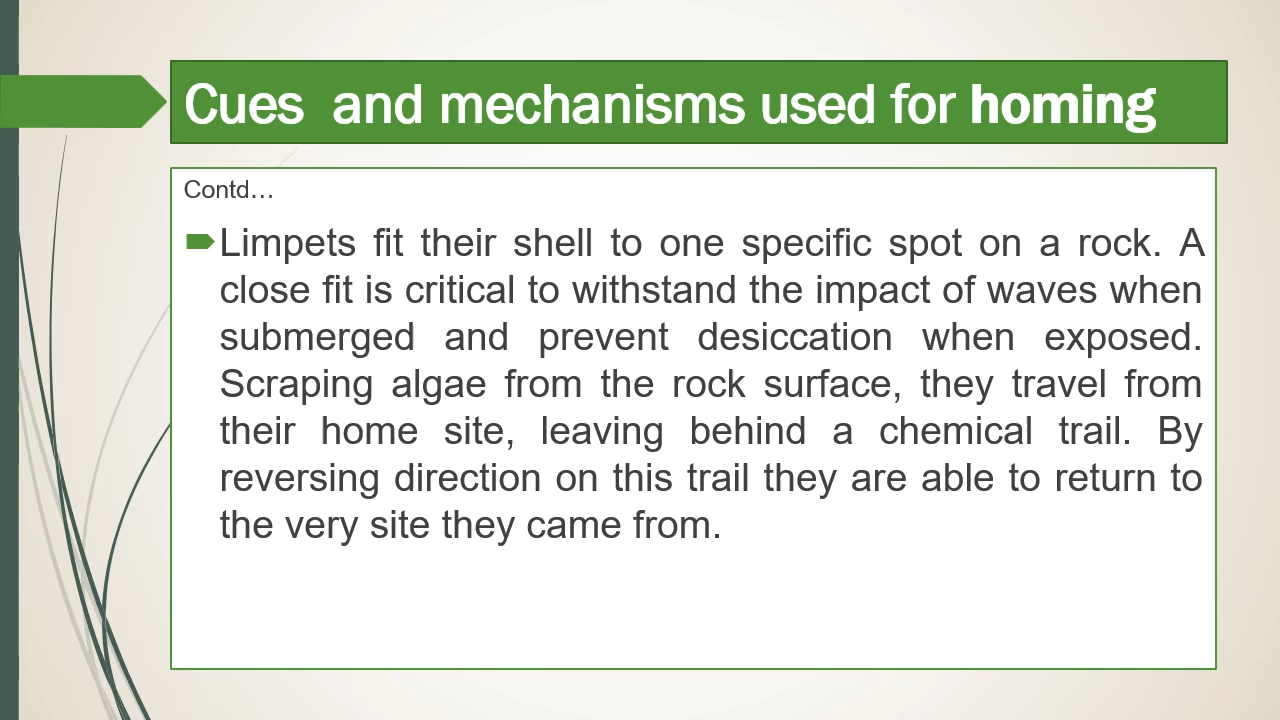 Cues  and mechanisms used for homing
Contd…
Limpets fit their shell to one specific spot on a rock. A
close fit is critical to withstand the impact of waves when
submerged and prevent desiccation when exposed.
Scraping algae from the rock surface, they travel from
their home site, leaving behind a chemical trail. By
reversing direction on this trail they are able to return to
the very site they came from.